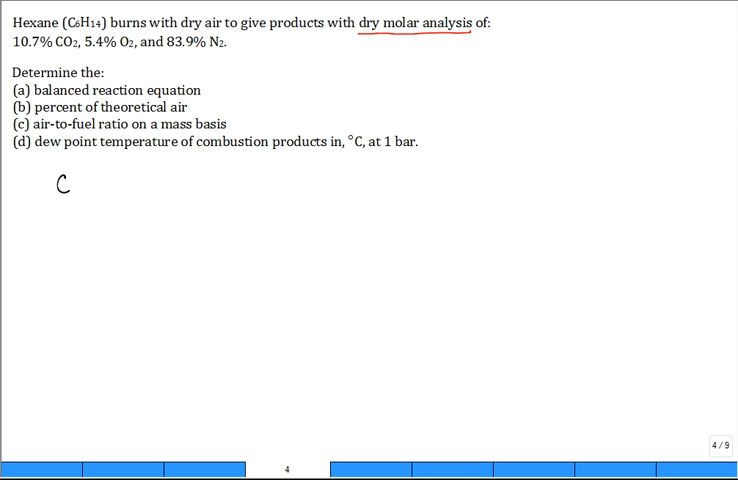 Hexane (C₆H₁₄) burns with dry air to give products with dry molar analysis of:
10.7% CO₂, 5.4% O₂, and 83.9% N₂.
Determine the:
(a) balanced reaction equation
(b) percent of theoretical air
(c) air-to-fuel ratio on a mass basis
(d) dew point temperature of combustion products in, °C, at 1 bar.
C
4 / 9
4